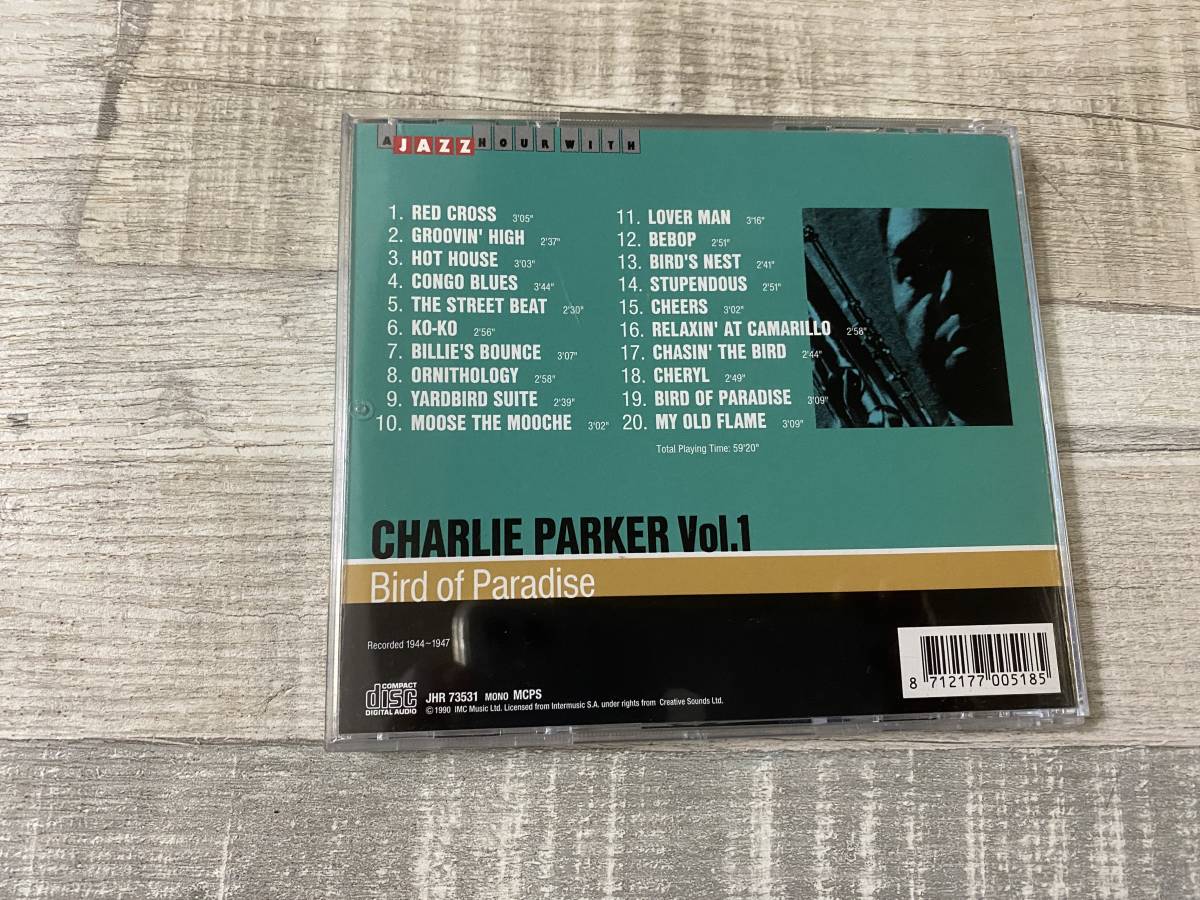 A JAZZ HOUR WITH
1. RED CROSS 3'05"
2. GROOVIN' HIGH 2'37"
3. HOT HOUSE 3'03"
4. CONGO BLUES 3'44"
5. THE STREET BEAT 2'30"
6. KO-KO 2'56"
7. BILLIE'S BOUNCE 3'07"
8. ORNITHOLOGY 2'58"
9. YARDBIRD SUITE 2'39"
10. MOOSE THE MOOCHE 3'02"
11. LOVER MAN 3'16"
12. BEBOP 2'51"
13. BIRD'S NEST 2'41"
14. STUPENDOUS 2'51"
15. CHEERS 3'02"
16. RELAXIN' AT CAMARILLO 2'58"
17. CHASIN' THE BIRD 2'44"
18. CHERYL 2'49"
19. BIRD OF PARADISE 3'09"
20. MY OLD FLAME 3'09"
Total Playing Time: 59'20"
CHARLIE PARKER Vol.1
Bird of Paradise
Recorded 1944~1947
COMPACT
disc
DIGITAL AUDIO
JHR 73531 MONO MCPS
©1990 IMC Music Ltd. Licensed from Intermusic S.A. under rights from Creative Sounds Ltd.
8 712177 005185